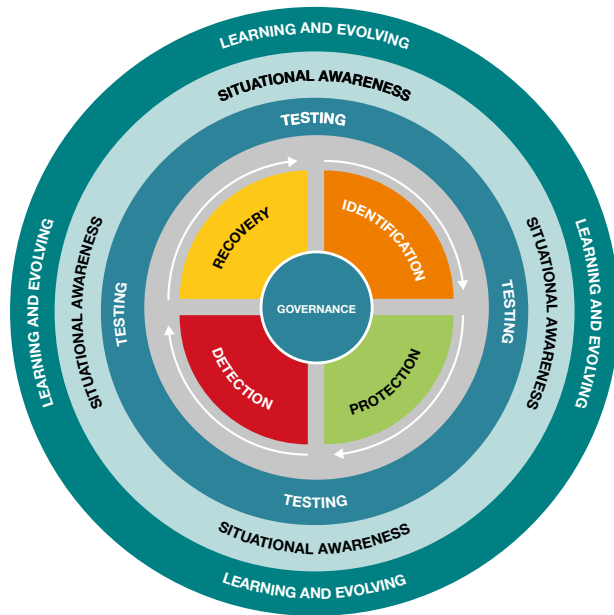 LEARNING AND EVOLVING
SITUATIONAL AWARENESS
TESTING
RECOVERY
IDENTIFICATION
LEARNING AND EVOLVING
SITUATIONAL AWARENESS
TESTING
GOVERNANCE
TESTING
SITUATIONAL AWARENESS
LEARNING AND EVOLVING
DETECTION
PROTECTION
TESTING
SITUATIONAL AWARENESS
LEARNING AND EVOLVING